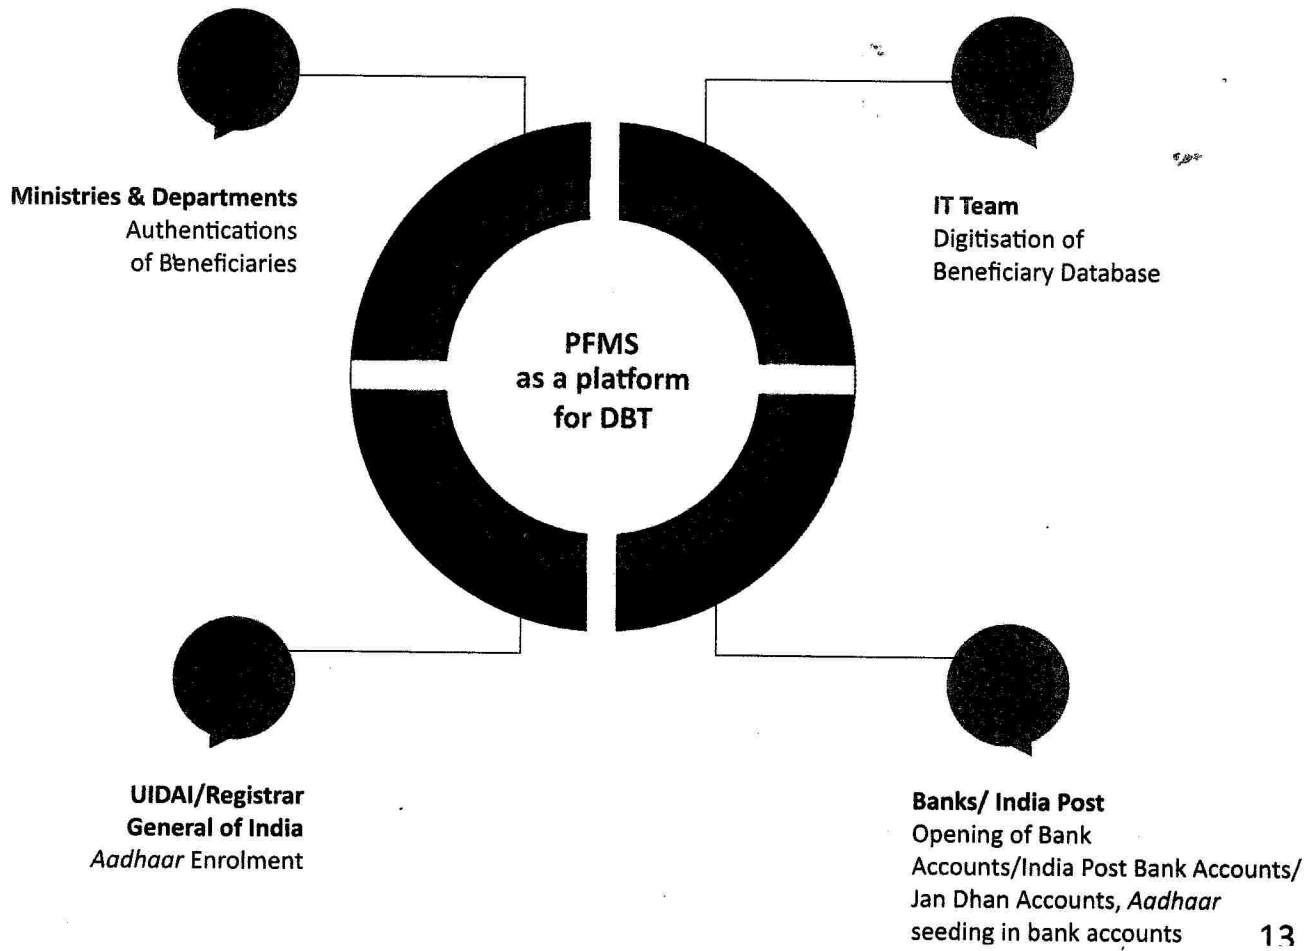 Ministries & Departments
Authentications
of Beneficiaries
IT Team
Digitisation of
Beneficiary Database
PFMS
as a platform
for DBT
UIDAI/Registrar
General of India
Aadhaar Enrolment
Banks/ India Post
Opening of Bank
Accounts/India Post Bank Accounts/
Jan Dhan Accounts, Aadhaar
seeding in bank accounts
13